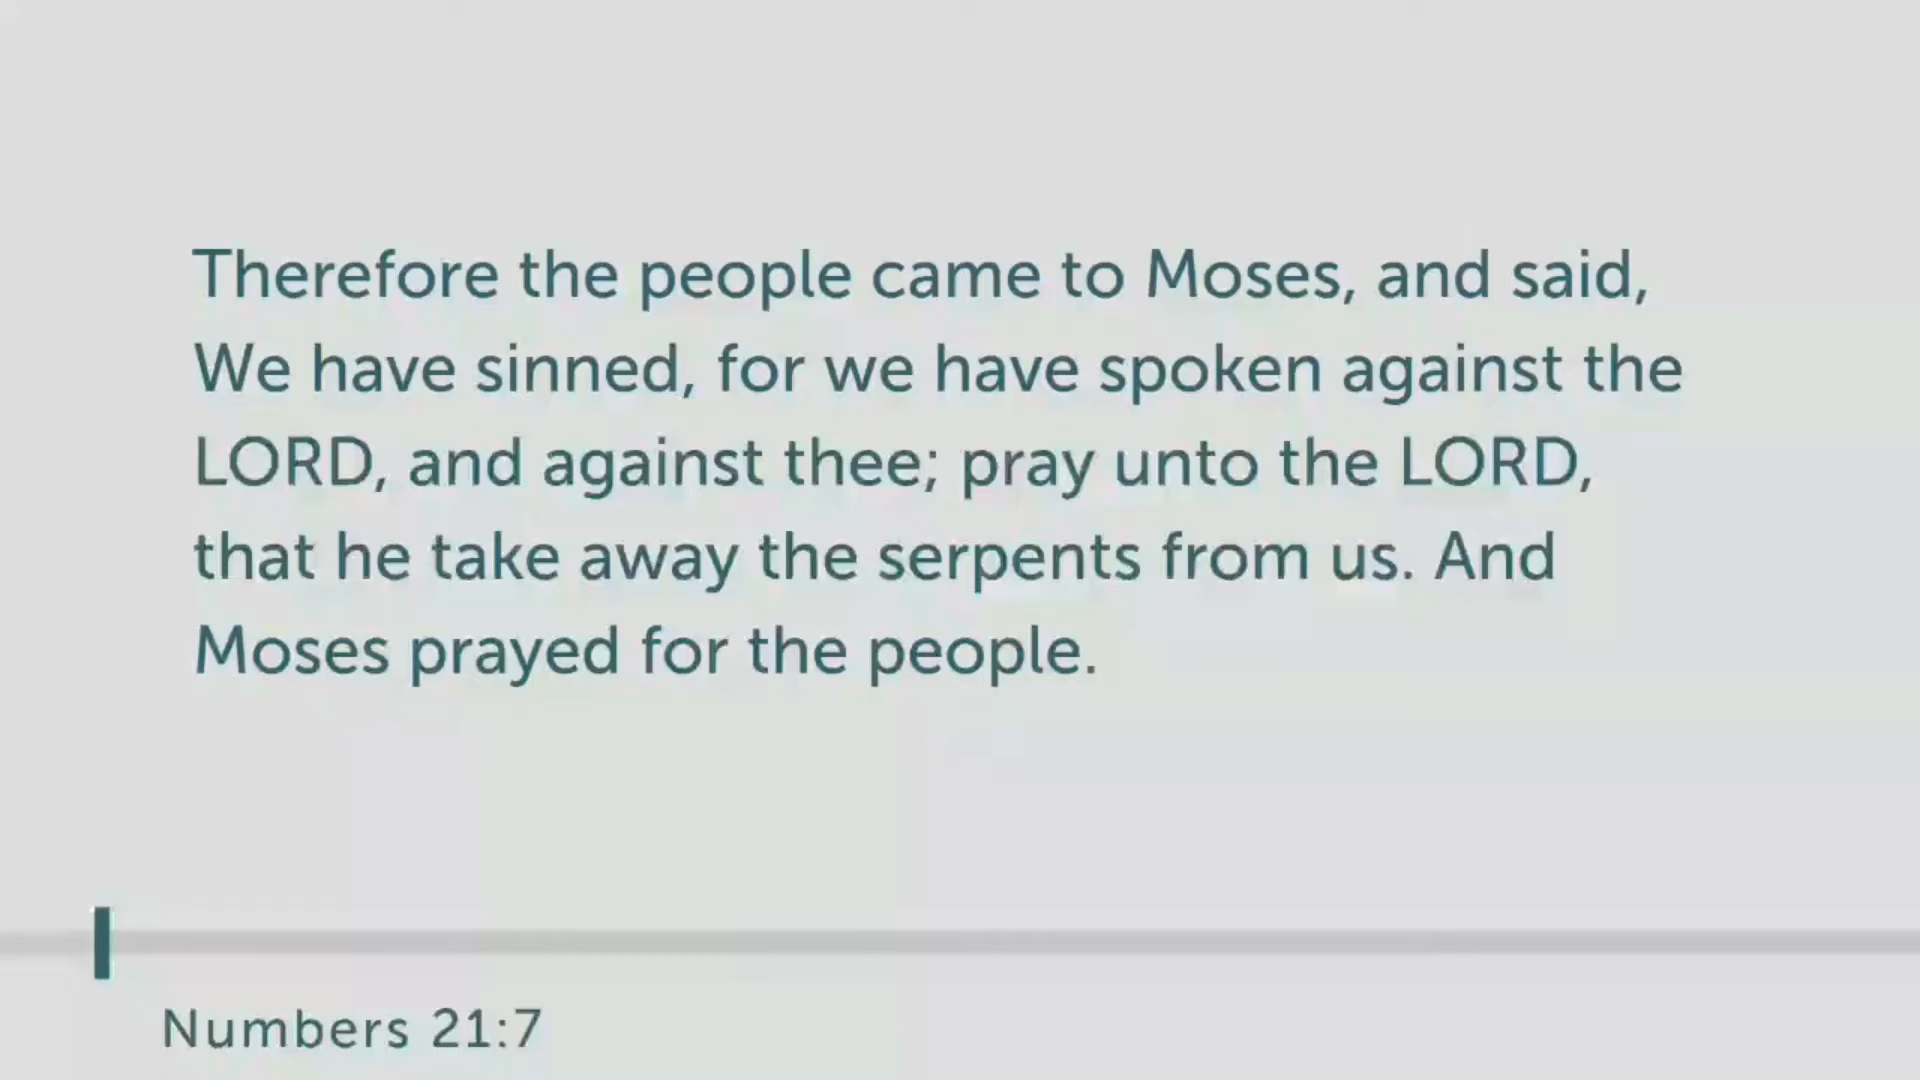 Therefore the people came to Moses, and said,
We have sinned, for we have spoken against the
LORD, and against thee; pray unto the LORD,
that he take away the serpents from us. And
Moses prayed for the people.
Numbers 21:7